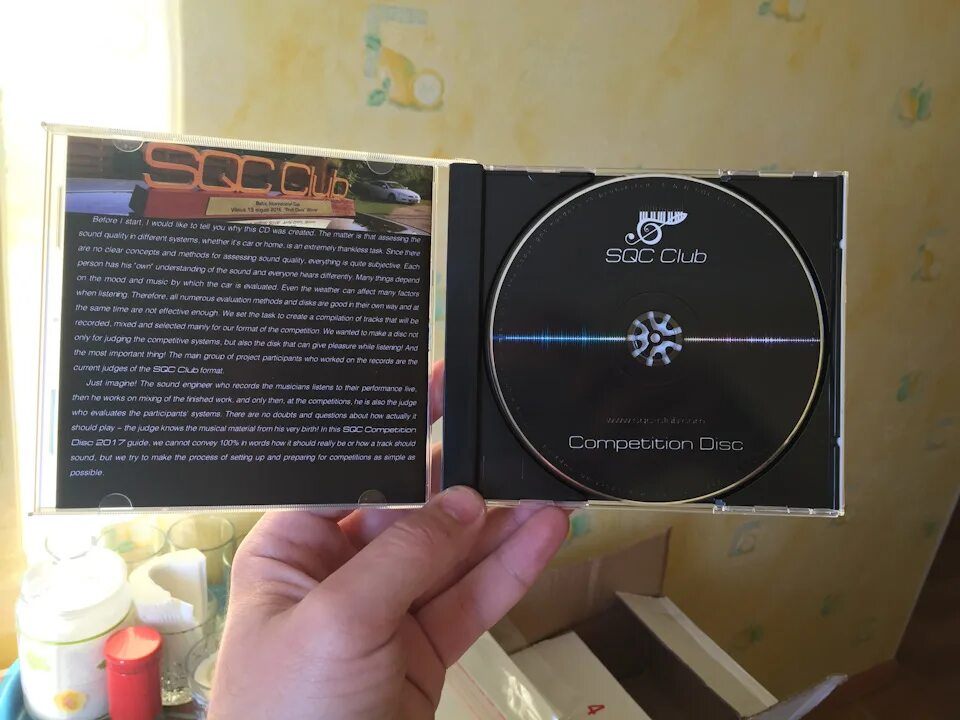 SQC Club
Before I start, I would like to tell you why this CD was created. The matter is that assessing the
sound quality in different systems, whether it's car or home, is an extremely thankless task. Since there
are no clear concepts and methods for assessing sound quality, everything is quite subjective. Each
person has his "own" understanding of the sound and everyone hears differently. Many things depend
on the mood and music by which the car is evaluated. Even the weather can affect many factors
when listening. Therefore, all numerous evaluation methods and disks are good in their own way and at
the same time are not effective enough. We set the task to create a compilation of tracks that will be
recorded, mixed and selected mainly for our format of the competition. We wanted to make a disc not
only for judging the competitive systems, but also the disk that can give pleasure while listening! And
the most important thing! The main group of project participants who worked on the records are the
current judges of the SQC Club format.
Just imagine! The sound engineer who records the musicians listens to their performance live,
then he works on mixing of the finished work, and only then, at the competitions, he is also the judge
who evaluates the participants' systems. There are no doubts and questions about how actually it
should play – the judge knows the musical material from his very birth! In this SQC Competition
Disc 2017 guide, we cannot convey 100% in words how it should really be or how a track should
sound, but we try to make the process of setting up and preparing for competitions as simple as
possible.
SQC Club
www.sqc-club.com
Competition Disc
4